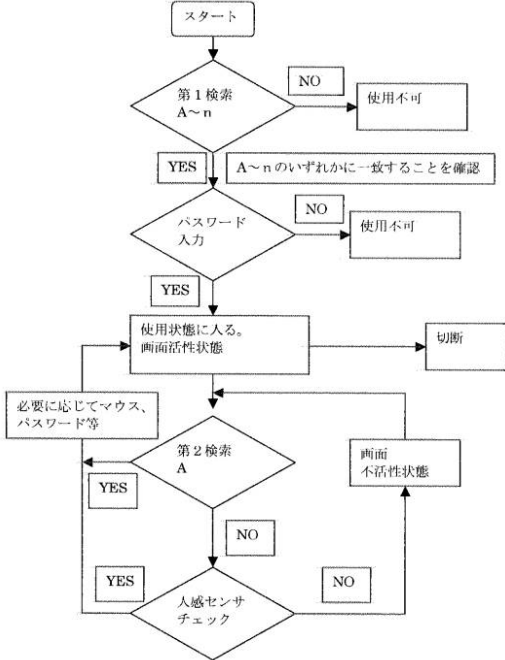 スタート
第1検索
A～n
NO
使用不可
YES
A～nのいずれかに一致することを確認
パスワード
入力
NO
使用不可
YES
使用状態に入る。
画面活性状態
切断
必要に応じてマウス、
パスワード等
第2検索
A
画面
不活性状態
YES
NO
YES
人感センサ
チェック
NO